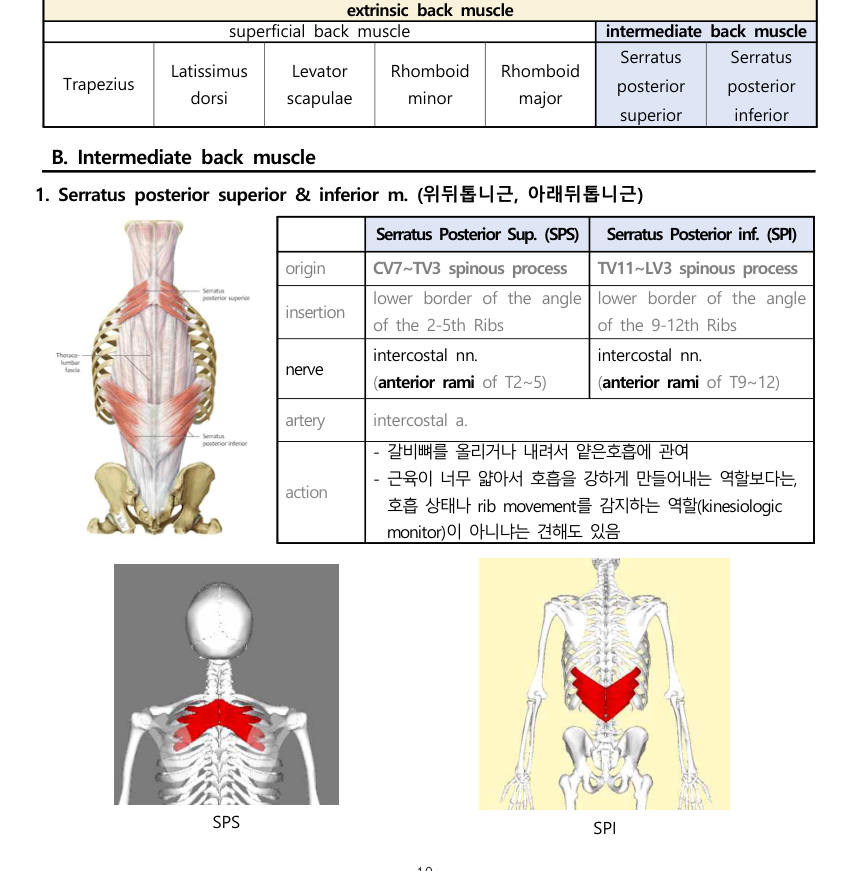 extrinsic back muscle
superficial back muscle
intermediate back muscle
Trapezius
Latissimus
dorsi
Levator
scapulae
Rhomboid
minor
Rhomboid
major
Serratus
posterior
superior
Serratus
posterior
inferior
B. Intermediate back muscle
1. Serratus posterior superior & inferior m. (위뒤톱니근, 아래뒤톱니근)
Serratus
posterior superior
Thoraco-
lumbar
fascia
Serratus
posterior inferior
Serratus Posterior Sup. (SPS)
Serratus Posterior inf. (SPI)
origin
CV7~TV3 spinous process
TV11~LV3 spinous process
insertion
lower border of the angle
of the 2-5th Ribs
lower border of the angle
of the 9-12th Ribs
nerve
intercostal nn.
(anterior rami of T2~5)
intercostal nn.
(anterior rami of T9~12)
artery
intercostal a.
action
- 갈비뼈를 올리거나 내려서 얕은호흡에 관여
- 근육이 너무 얇아서 호흡을 강하게 만들어내는 역할보다는,
호흡 상태나 rib movement를 감지하는 역할(kinesiologic
monitor)이 아니냐는 견해도 있음
SPS
SPI